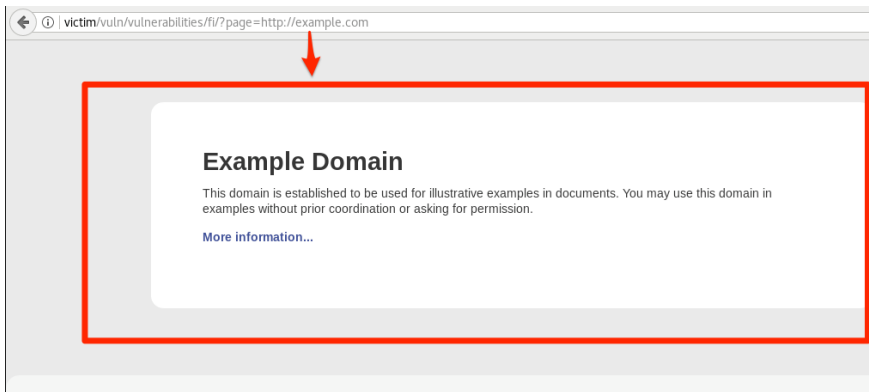 victim/vuln/vulnerabilities/fi/?page=http://example.com
Example Domain
This domain is established to be used for illustrative examples in documents. You may use this domain in
examples without prior coordination or asking for permission.
More information...